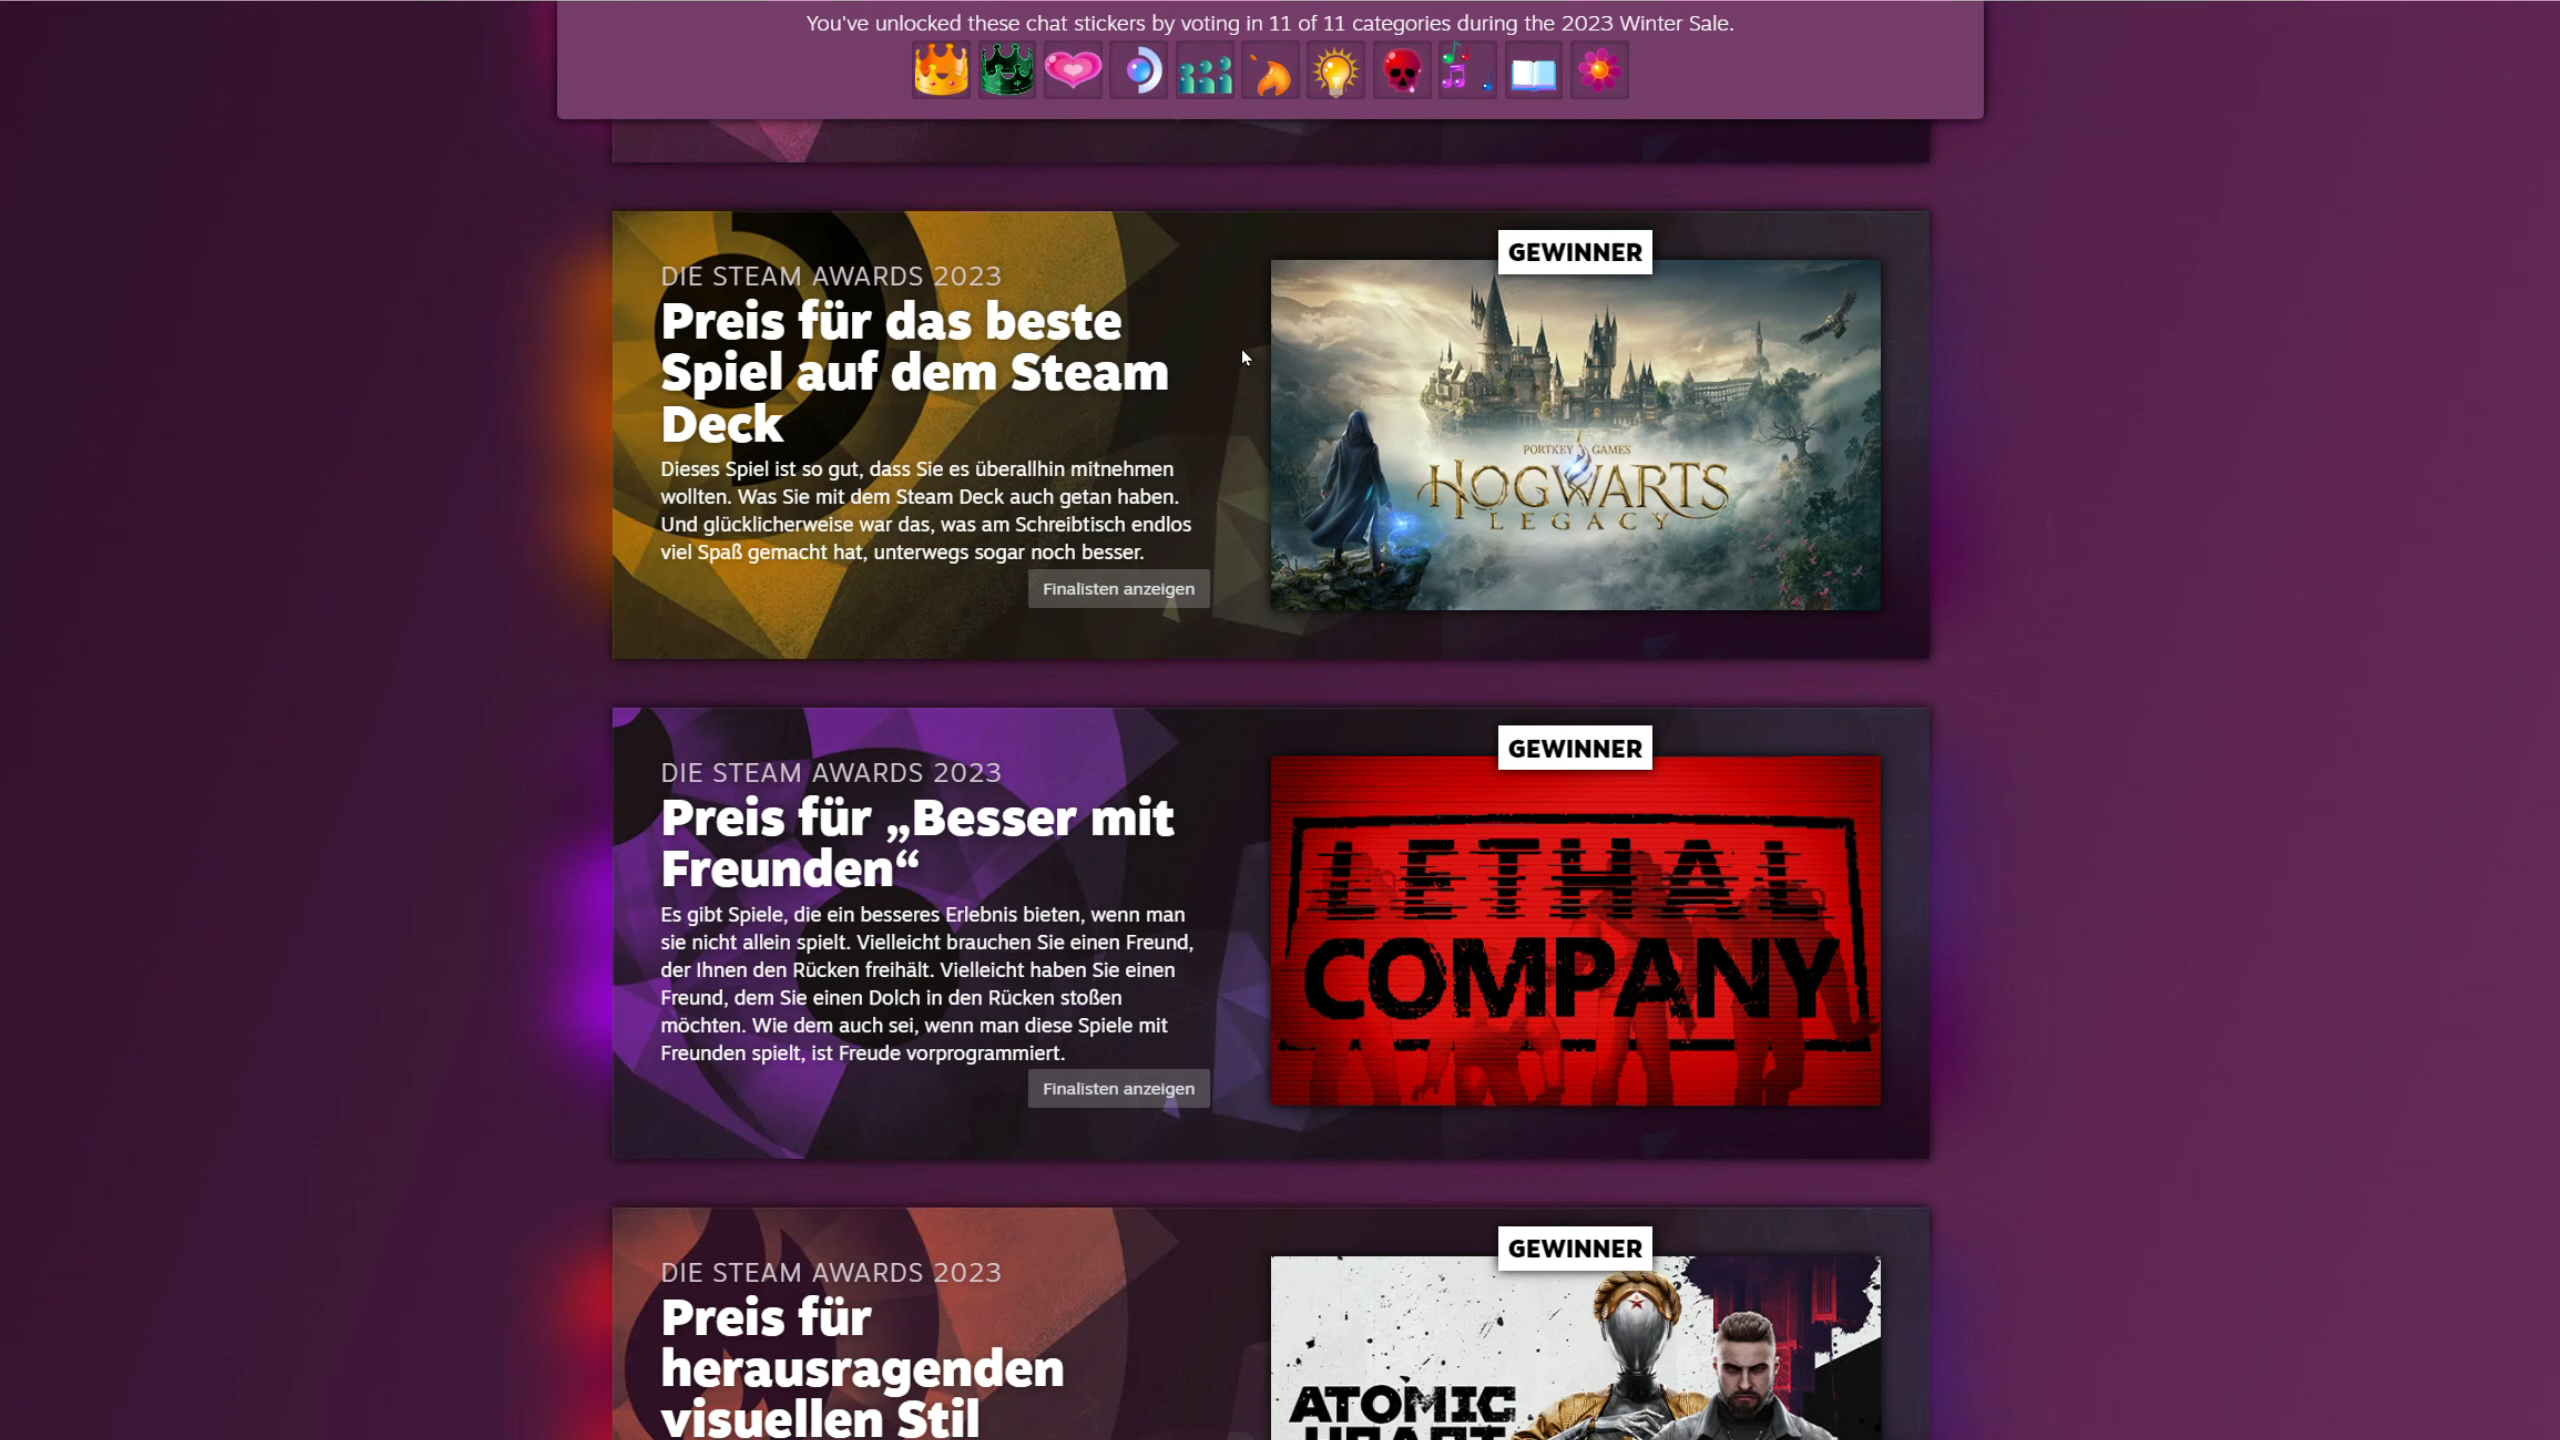 You've unlocked these chat stickers by voting in 11 of 11 categories during the 2023 Winter Sale.
DIE STEAM AWARDS 2023
Preis für das beste
Spiel auf dem Steam
Deck
Dieses Spiel ist so gut, dass Sie es überallhin mitnehmen
wollten. Was Sie mit dem Steam Deck auch getan haben.
Und glücklicherweise war das, was am Schreibtisch endlos
viel Spaß gemacht hat, unterwegs sogar noch besser.
Finalisten anzeigen
GEWINNER
PORTKEY GAMES
HOGWARTS
LEGACY
DIE STEAM AWARDS 2023
Preis für „Besser mit
Freunden“
Es gibt Spiele, die ein besseres Erlebnis bieten, wenn man
sie nicht allein spielt. Vielleicht brauchen Sie einen Freund,
der Ihnen den Rücken freihält. Vielleicht haben Sie einen
Freund, dem Sie einen Dolch in den Rücken stoßen
möchten. Wie dem auch sei, wenn man diese Spiele mit
Freunden spielt, ist Freude vorprogrammiert.
Finalisten anzeigen
GEWINNER
LETHAL
COMPANY
DIE STEAM AWARDS 2023
Preis für
herausragenden
visuellen Stil
GEWINNER
ATOMIC
HEART